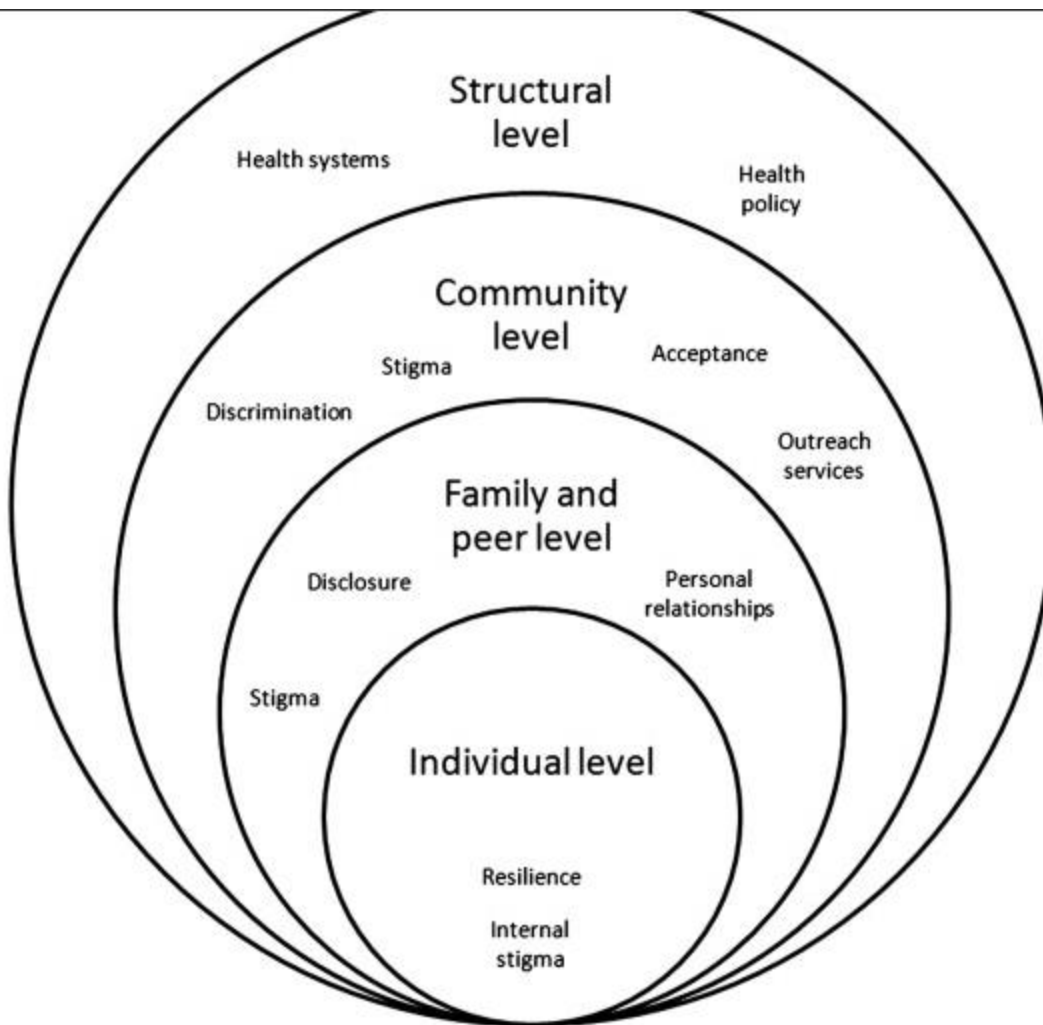 Structural
level
Health systems
Health
policy
Community
level
Stigma
Acceptance
Discrimination
Outreach
services
Family and
peer level
Disclosure
Personal
relationships
Stigma
Individual level
Resilience
Internal
stigma